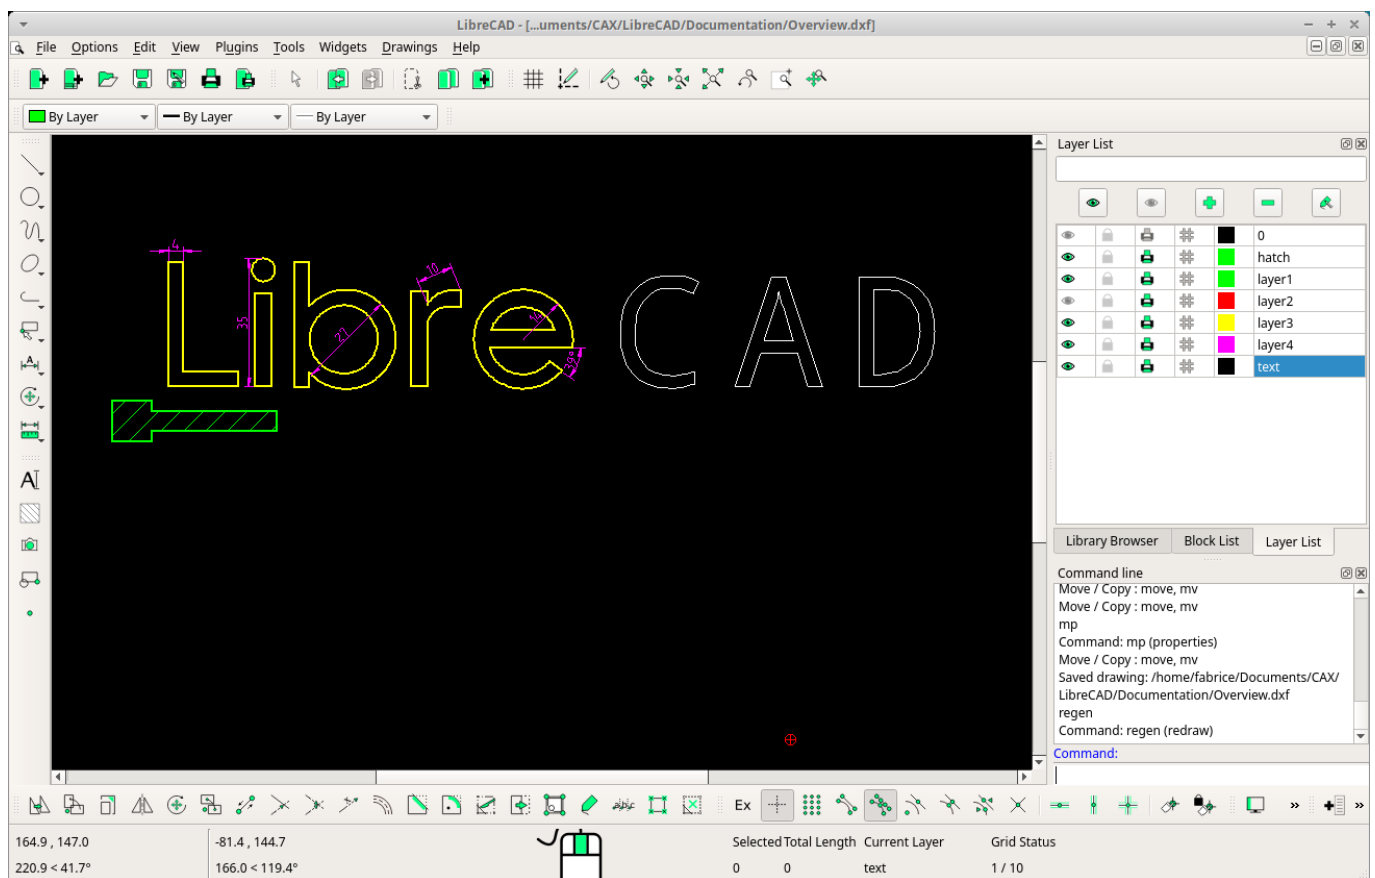 LibreCAD - [...uments/CAX/LibreCAD/Documentation/Overview.dxf]
File Options Edit View Plugins Tools Widgets Drawings Help
By Layer By Layer By Layer
Layer List
0
hatch
layer1
layer2
layer3
layer4
text
4
10
35
27
14
39°
Libre CAD
Library Browser Block List Layer List
Command line
Move / Copy : move, mv
Move / Copy : move, mv
mp
Command: mp (properties)
Move / Copy : move, mv
Saved drawing: /home/fabrice/Documents/CAX/
LibreCAD/Documentation/Overview.dxf
regen
Command: regen (redraw)
Command:
A
A
Ex
164.9 , 147.0 -81.4 , 144.7 Selected Total Length Current Layer Grid Status
220.9 < 41.7° 166.0 < 119.4° 0 0 text 1 / 10